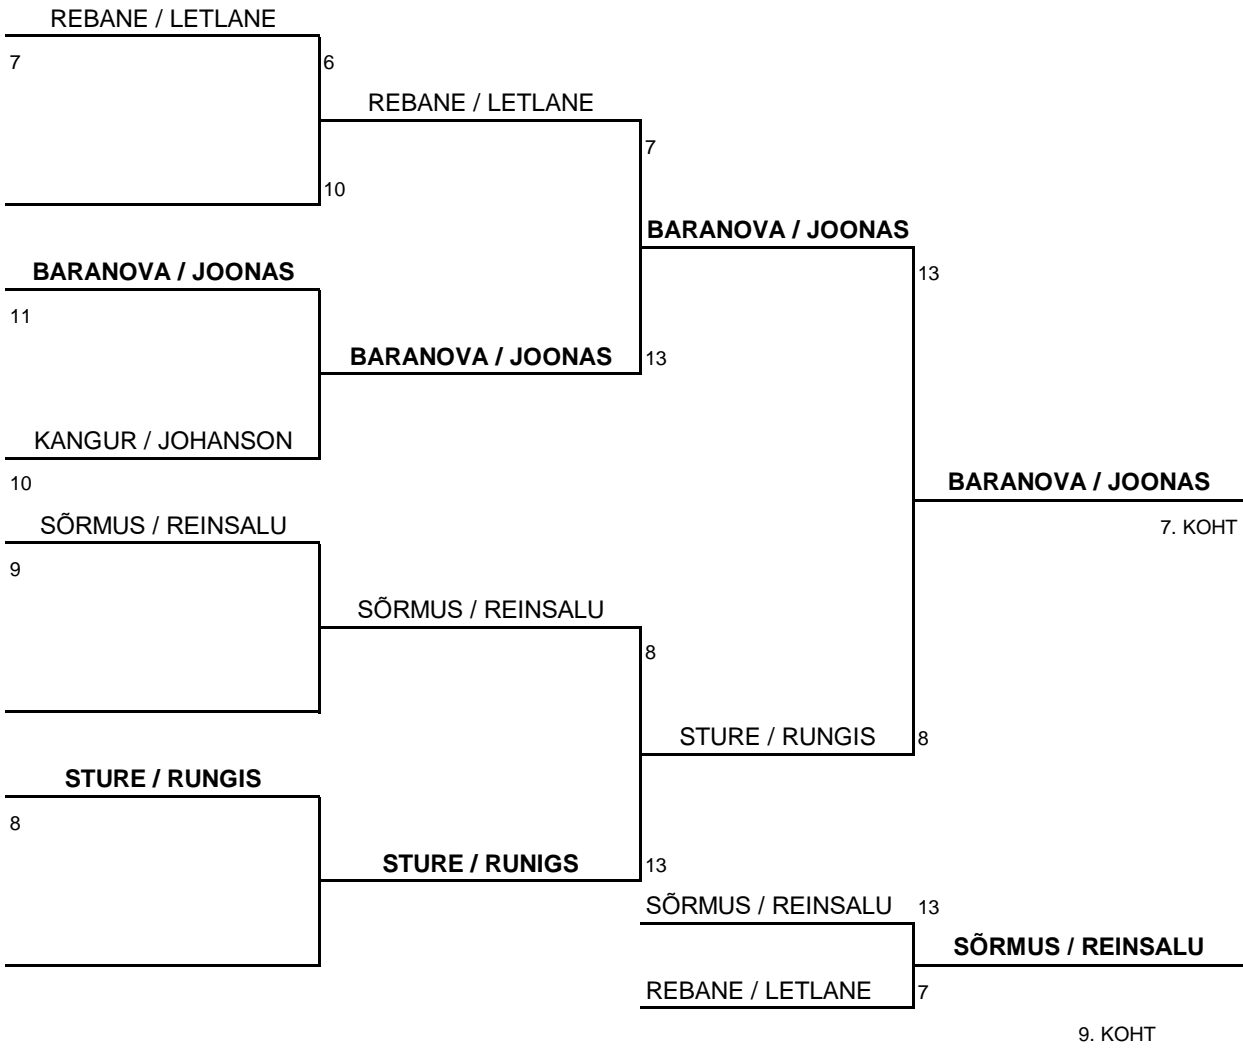 REBANE / LETLANE
7
6
REBANE / LETLANE
7
10
BARANOVA / JOONAS
BARANOVA / JOONAS
13
11
BARANOVA / JOONAS
13
KANGUR / JOHANSON
10
BARANOVA / JOONAS
SÕRMUS / REINSALU
7. KOHT
9
SÕRMUS / REINSALU
8
STURE / RUNGIS
8
STURE / RUNGIS
8
STURE / RUNIGS
13
SÕRMUS / REINSALU
13
SÕRMUS / REINSALU
REBANE / LETLANE
7
9. KOHT